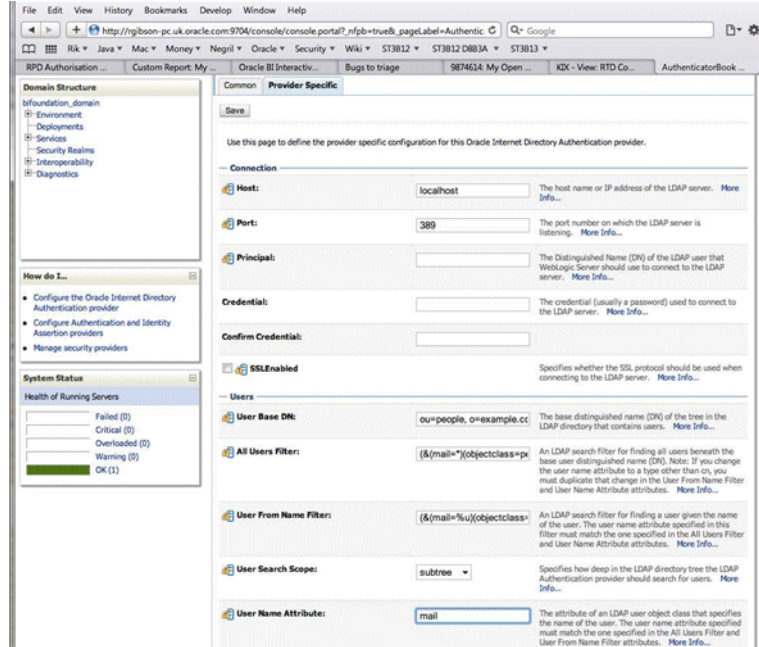 File Edit View History Bookmarks Develop Window Help
http://rgibson-pc.uk.oracle.com:9704/console/console.portal?_nfpb=true&_pageLabel=Authentic
Google
Rik Java Mac Money Negril Oracle Security Wiki ST3B12 ST3B12 D8B3A ST3B13
RPD Authorisation ... Custom Report: My ... Oracle BI Interactiv... Bugs to triage 9874614: My Open ... KIX - View: RTD Co... AuthenticatorBook ...
Domain Structure
bifoundation_domain
Environment
Deployments
Services
Security Realms
Interoperability
Diagnostics
How do I...
Configure the Oracle Internet Directory
Authentication provider
Configure Authentication and Identity
Assertion providers
Manage security providers
System Status
Health of Running Servers
Failed (0)
Critical (0)
Overloaded (0)
Warning (0)
OK (1)
Common Provider Specific
Save
Use this page to define the provider specific configuration for this Oracle Internet Directory Authentication provider.
Connection
Host: localhost The host name or IP address of the LDAP server. More
Info...
Port: 389 The port number on which the LDAP server is
listening. More Info...
Principal: The Distinguished Name (DN) of the LDAP user that
WebLogic Server should use to connect to the LDAP
server. More Info...
Credential: The credential (usually a password) used to connect to
the LDAP server. More Info...
Confirm Credential:
SSLEnabled Specifies whether the SSL protocol should be used when
connecting to the LDAP server. More Info...
Users
User Base DN: ou=people, o=example.cc The base distinguished name (DN) of the tree in the
LDAP directory that contains users. More Info...
All Users Filter: (&(mail=*)(objectclass=pe An LDAP search filter for finding all users beneath the
base user distinguished name (DN). Note: If you change
the user name attribute to a type other than cn, you
must duplicate that change in the User From Name Filter
and User Name Attribute attributes. More Info...
User From Name Filter: (&(mail=%u)(objectclass= An LDAP search filter for finding a user given the name
of the user. The user name attribute specified in this
filter must match the one specified in the All Users Filter
and User Name Attribute attributes. More Info...
User Search Scope: subtree Specifies how deep in the LDAP directory tree the LDAP
Authentication provider should search for users. More
Info...
User Name Attribute: mail The attribute of an LDAP user object class that specifies
the name of the user. The user name attribute specified
must match the one specified in the All Users Filter and
User From Name Filter attributes. More Info...